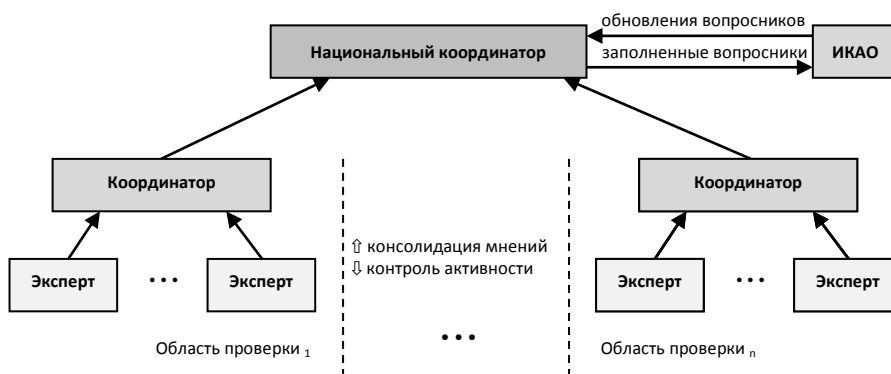 обновления вопросников
Национальный координатор
заполненные вопросники
ИКАО
Координатор
Координатор
⇧ консолидация мнений
⇩ контроль активности
Эксперт
...
Эксперт
Эксперт
...
Эксперт
...
Область проверки 1
Область проверки n